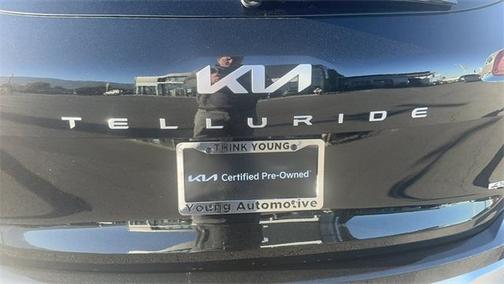 KIA
TELLURIDE
THINK YOUNG
KIA Certified Pre-Owned
Young Automotive